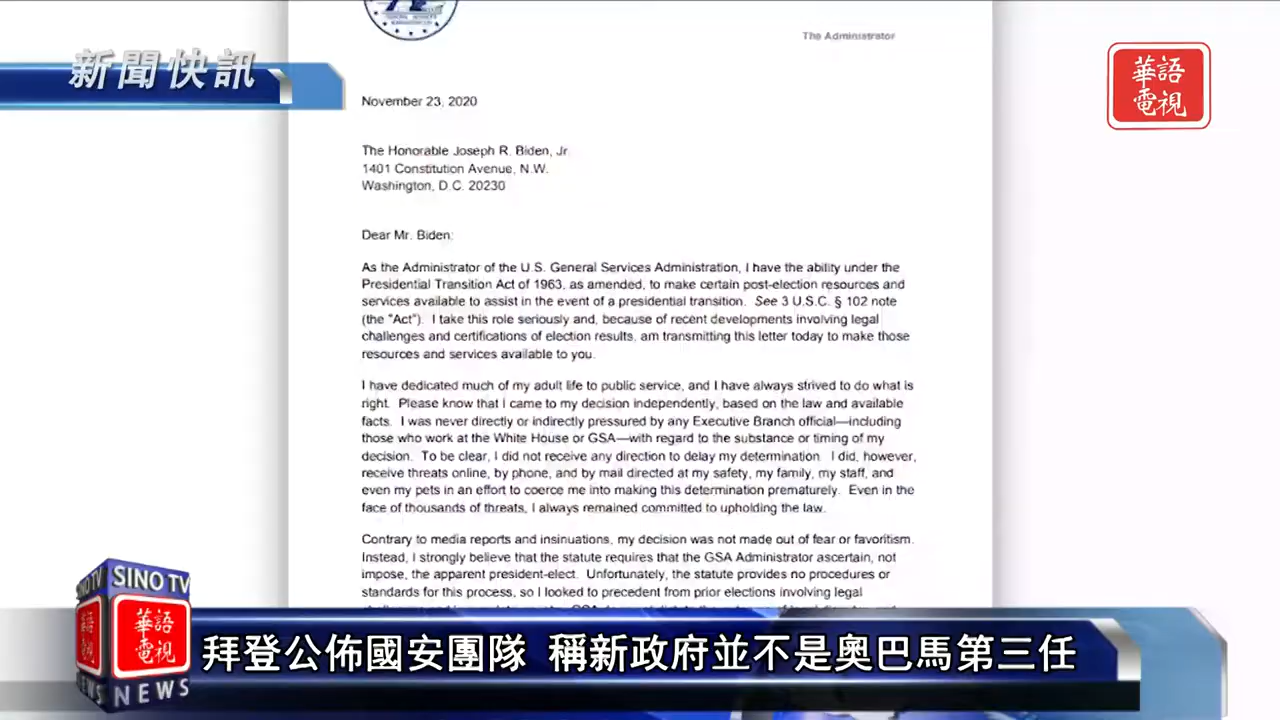 The Administrator
新聞快訊
華語
電視
November 23, 2020
The Honorable Joseph R. Biden, Jr.
1401 Constitution Avenue, N.W.
Washington, D.C. 20230
Dear Mr. Biden:
As the Administrator of the U.S. General Services Administration, I have the ability under the
Presidential Transition Act of 1963, as amended, to make certain post-election resources and
services available to assist in the event of a presidential transition. See 3 U.S.C. § 102 note
(the "Act"). I take this role seriously and, because of recent developments involving legal
challenges and certifications of election results, am transmitting this letter today to make those
resources and services available to you.
I have dedicated much of my adult life to public service, and I have always strived to do what is
right. Please know that I came to my decision independently, based on the law and available
facts. I was never directly or indirectly pressured by any Executive Branch official—including
those who work at the White House or GSA—with regard to the substance or timing of my
decision. To be clear, I did not receive any direction to delay my determination. I did, however,
receive threats online, by phone, and by mail directed at my safety, my family, my staff, and
even my pets in an effort to coerce me into making this determination prematurely. Even in the
face of thousands of threats, I always remained committed to upholding the law.
Contrary to media reports and insinuations, my decision was not made out of fear or favoritism.
Instead, I strongly believe that the statute requires that the GSA Administrator ascertain, not
impose, the apparent president-elect. Unfortunately, the statute provides no procedures or
standards for this process, so I looked to precedent from prior elections involving legal
SINO TV
華語
電視
NEWS
拜登公佈國安團隊 稱新政府並不是奧巴馬第三任